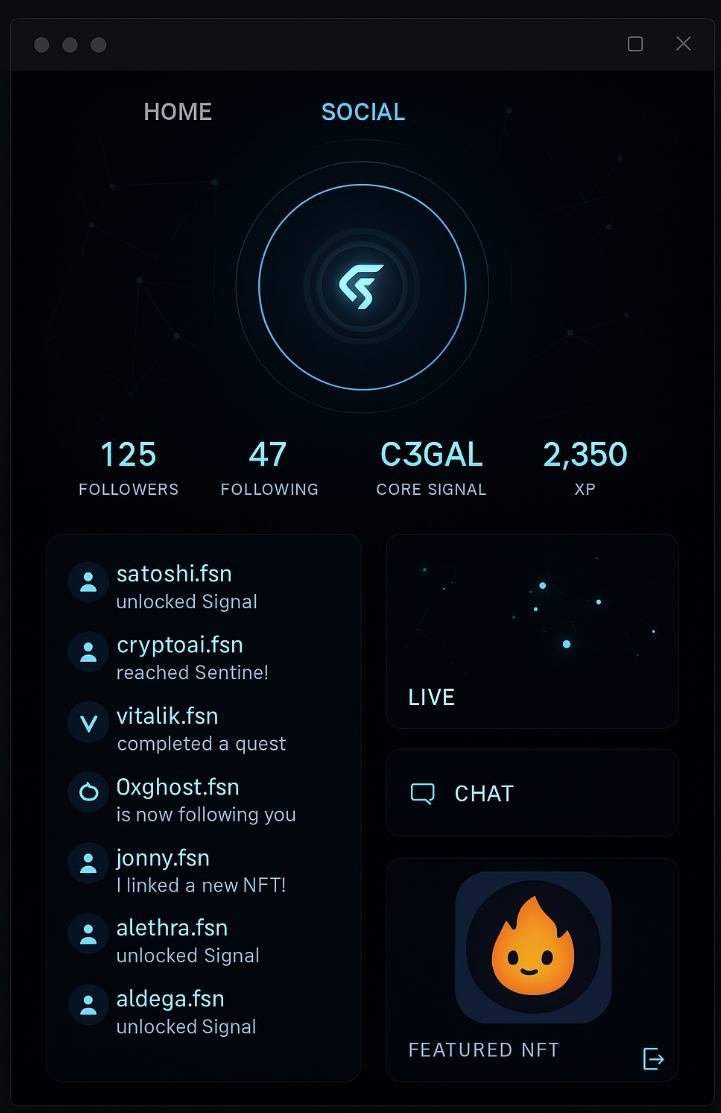 HOME
SOCIAL
125
FOLLOWERS
47
FOLLOWING
C3GAL
CORE SIGNAL
2,350
XP
satoshi.fsn
unlocked Signal
cryptoai.fsn
reached Sentine!
vitalik.fsn
completed a quest
0xghost.fsn
is now following you
jonny.fsn
I linked a new NFT!
alethra.fsn
unlocked Signal
aldega.fsn
unlocked Signal
LIVE
CHAT
FEATURED NFT